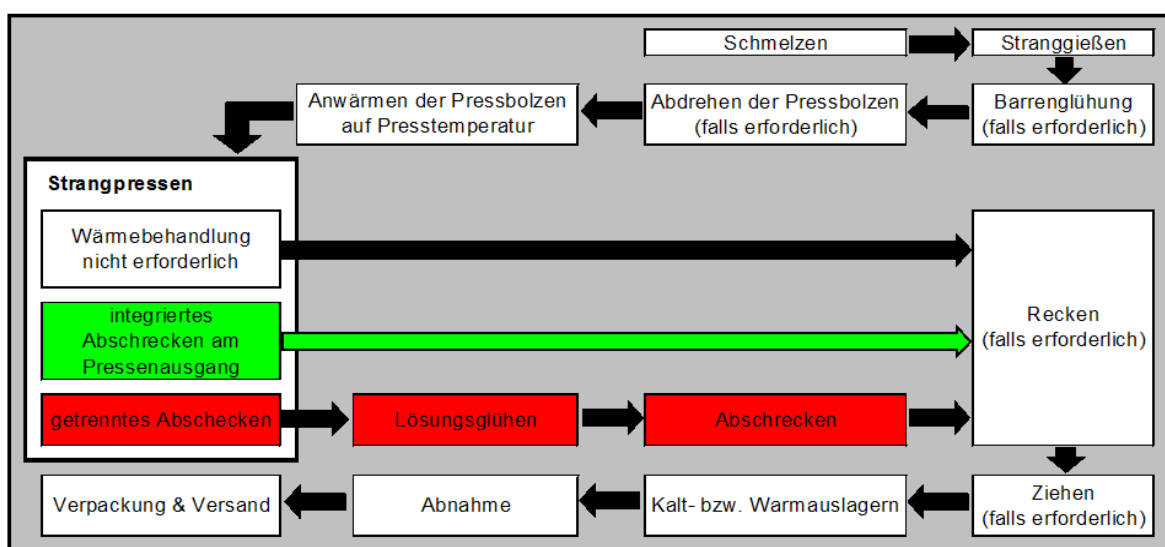 Schmelzen
Stranggießen
Anwärmen der Pressbolzen
auf Presstemperatur
Abdrehen der Pressbolzen
(falls erforderlich)
Barrenglühung
(falls erforderlich)
Strangpressen
Wärmebehandlung
nicht erforderlich
integriertes
Abschrecken am
Pressenausgang
Recken
(falls erforderlich)
getrenntes Abschecken
Lösungsglühen
Abschrecken
Verpackung & Versand
Abnahme
Kalt- bzw. Warmauslagern
Ziehen
(falls erforderlich)